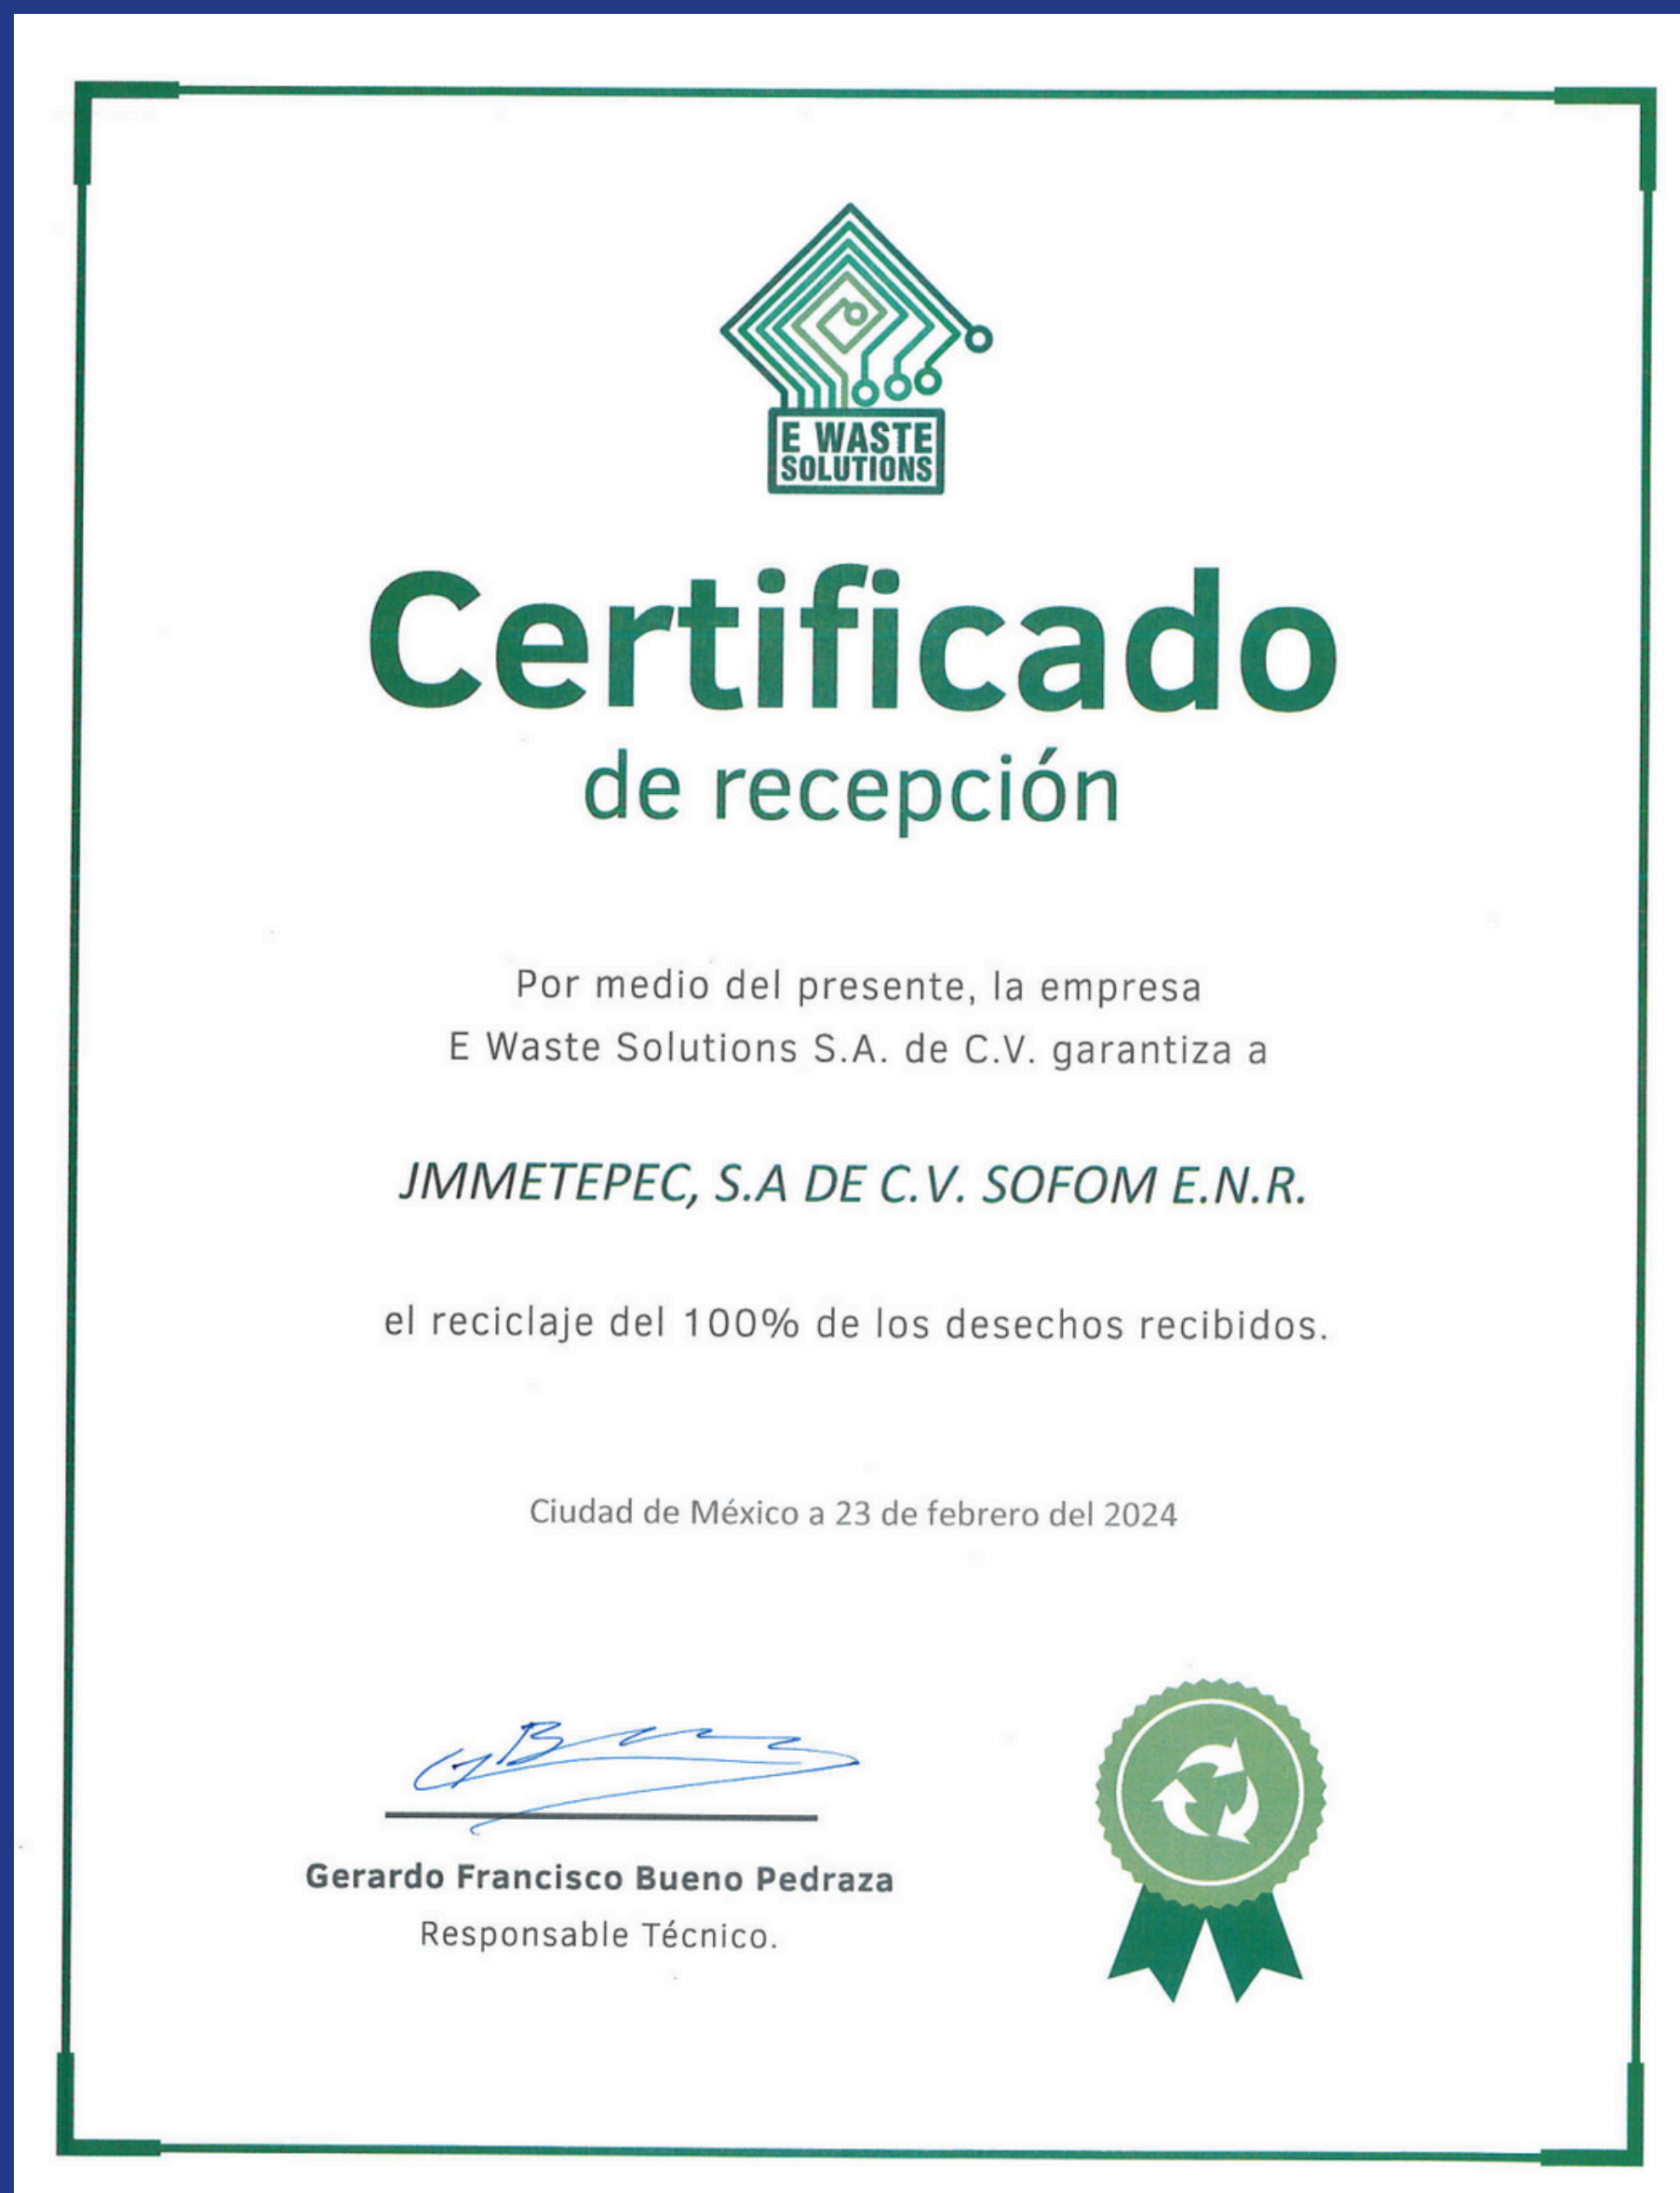 E WASTE
SOLUTIONS
Certificado
de recepción
Por medio del presente, la empresa
E Waste Solutions S.A. de C.V. garantiza a
JMMETEPEC, S.A DE C.V. SOFOM E.N.R.
el reciclaje del 100% de los desechos recibidos.
Ciudad de México a 23 de febrero del 2024
Gerardo Francisco Bueno Pedraza
Responsable Técnico.